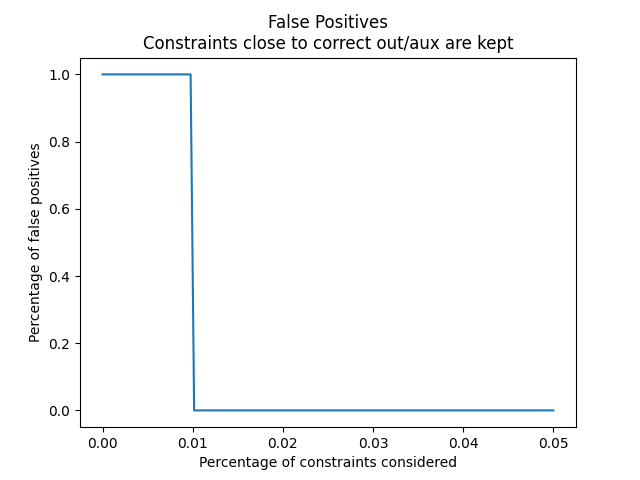 False Positives
Constraints close to correct out/aux are kept
Percentage of false positives
1.0
0.8
0.6
0.4
0.2
0.0
0.00 0.01 0.02 0.03 0.04 0.05
Percentage of constraints considered